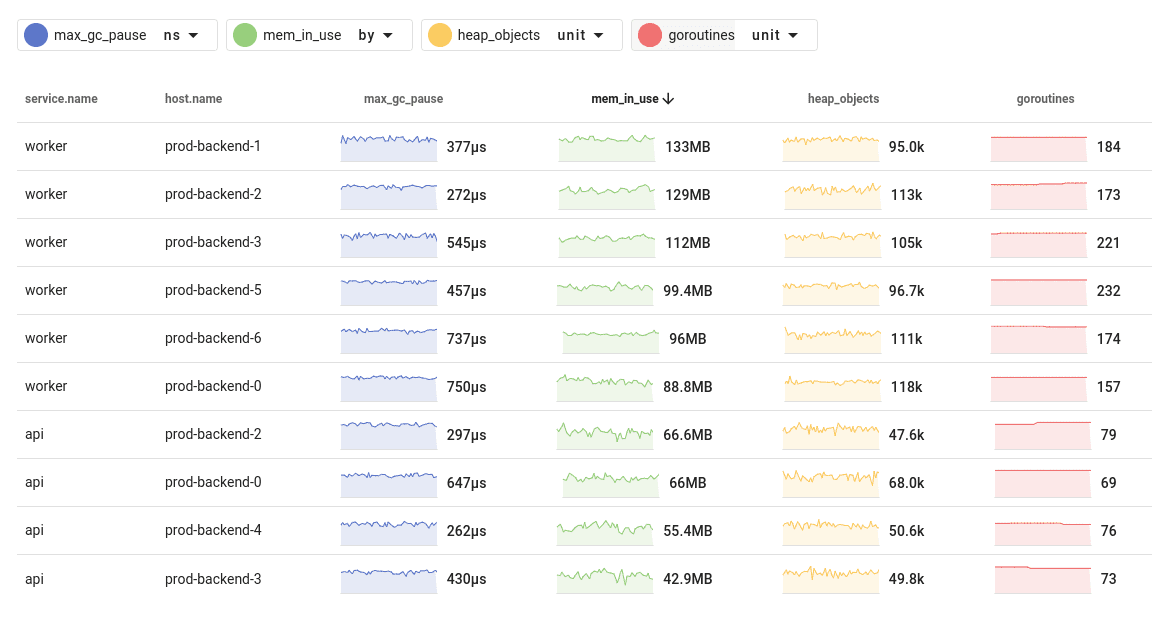 max_gc_pause ns mem_in_use by heap_objects unit goroutines unit
service.name host.name max_gc_pause mem_in_use heap_objects goroutines
worker prod-backend-1 377µs 133MB 95.0k 184
worker prod-backend-2 272µs 129MB 113k 173
worker prod-backend-3 545µs 112MB 105k 221
worker prod-backend-5 457µs 99.4MB 96.7k 232
worker prod-backend-6 737µs 96MB 111k 174
worker prod-backend-0 750µs 88.8MB 118k 157
api prod-backend-2 297µs 66.6MB 47.6k 79
api prod-backend-0 647µs 66MB 68.0k 69
api prod-backend-4 262µs 55.4MB 50.6k 76
api prod-backend-3 430µs 42.9MB 49.8k 73